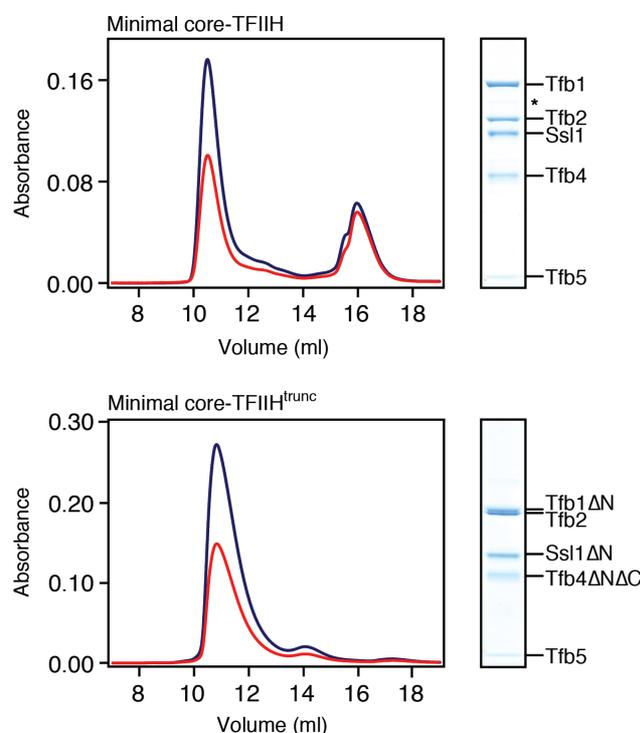 Minimal core-TFIIH
Absorbance
0.16
0.08
0.00
8 10 12 14 16 18
Volume (ml)
Tfb1
*
Tfb2
Ssl1
Tfb4
Tfb5
Minimal core-TFIIHtrunc
Absorbance
0.30
0.20
0.10
0.00
8 10 12 14 16 18
Volume (ml)
Tfb1ΔN
Tfb2
Ssl1ΔN
Tfb4ΔNΔC
Tfb5